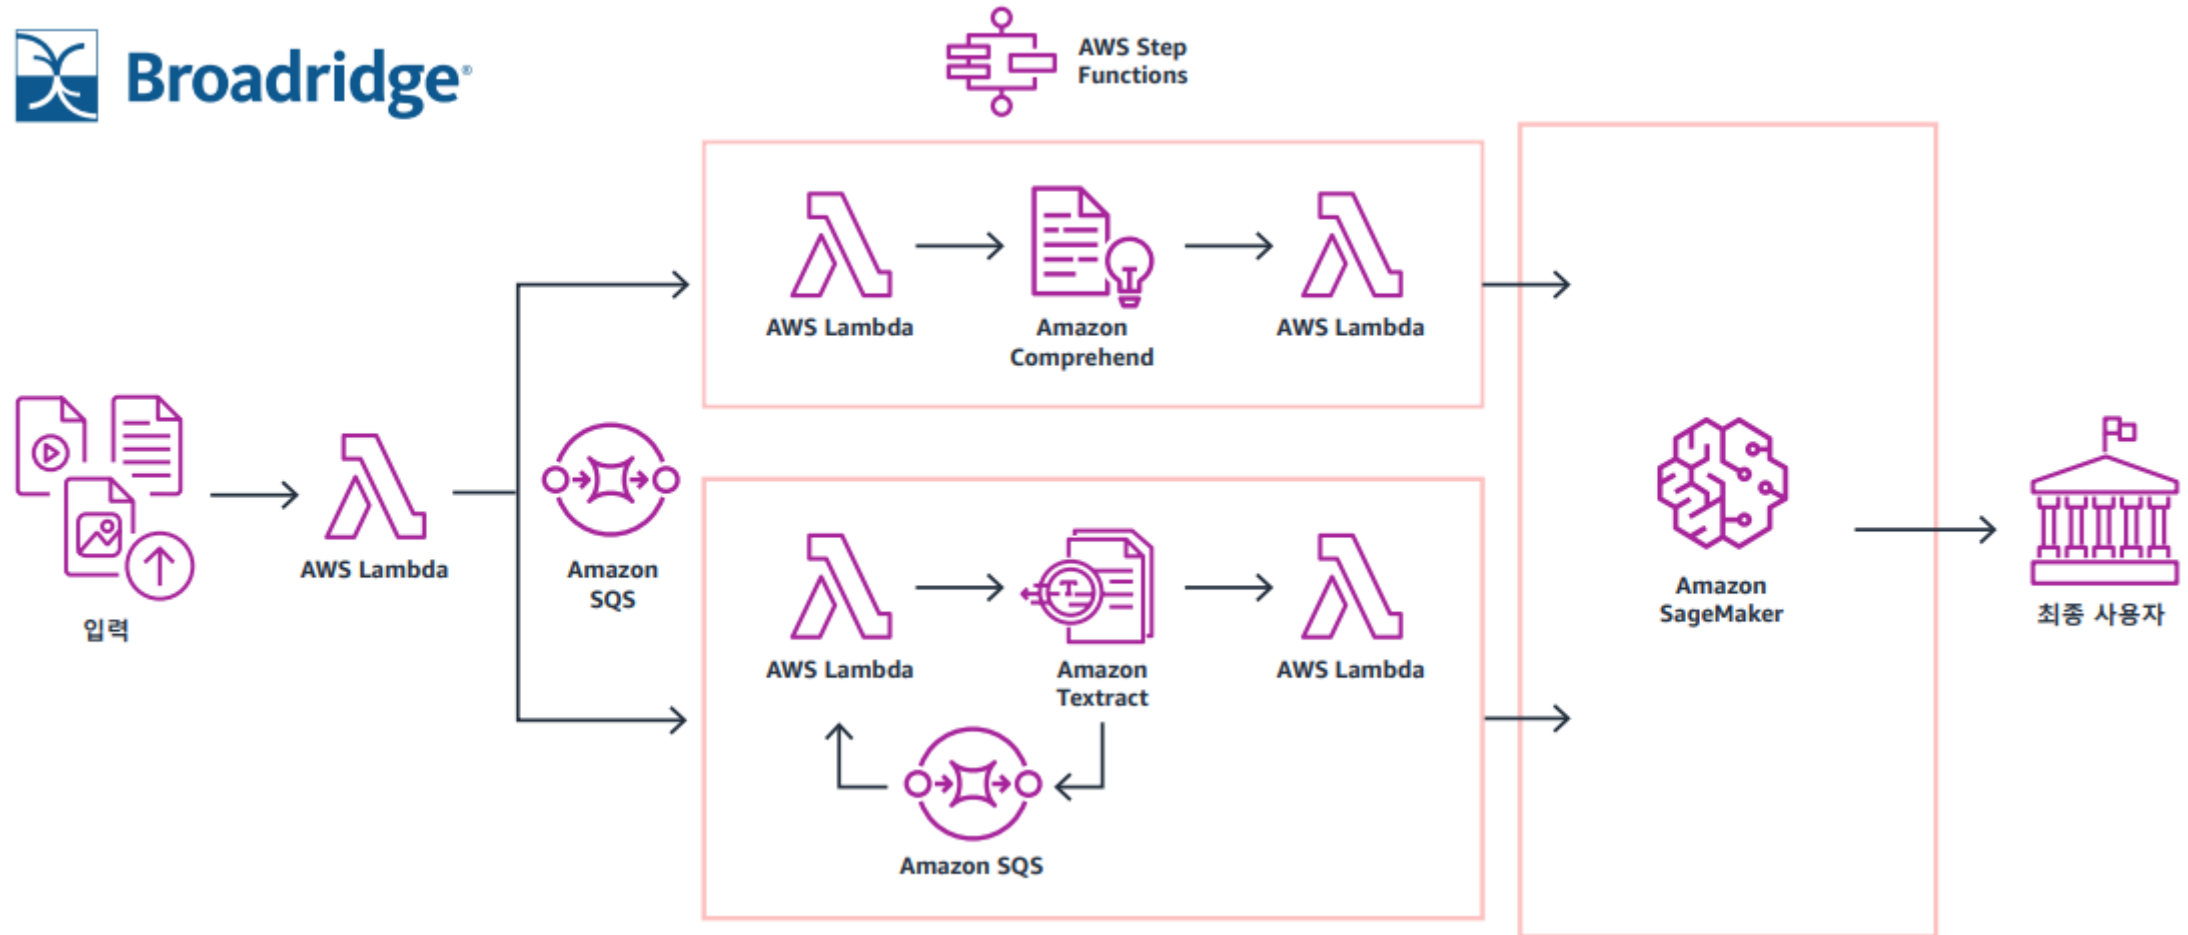 Broadridge®
AWS Step
Functions
AWS Lambda
Amazon
Comprehend
AWS Lambda
입력
AWS Lambda
Amazon
SQS
AWS Lambda
Amazon
Textract
AWS Lambda
Amazon SQS
Amazon
SageMaker
최종 사용자